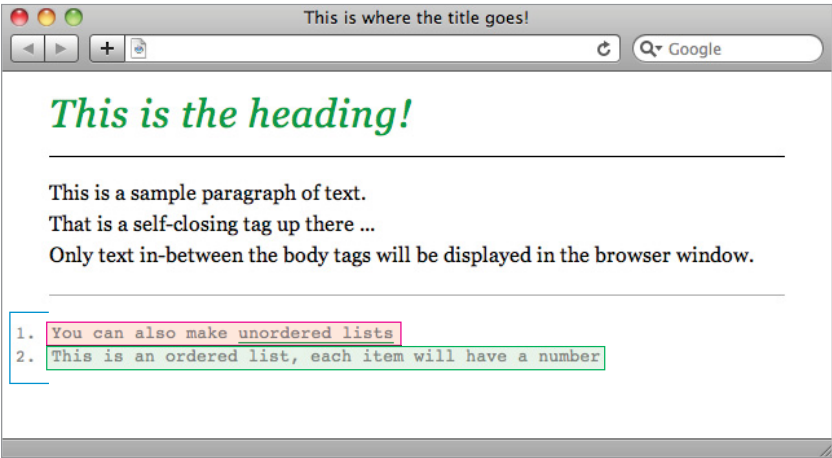 This is where the title goes!
Google
This is the heading!
This is a sample paragraph of text.
That is a self-closing tag up there ...
Only text in-between the body tags will be displayed in the browser window.
1. You can also make unordered lists
2. This is an ordered list, each item will have a number